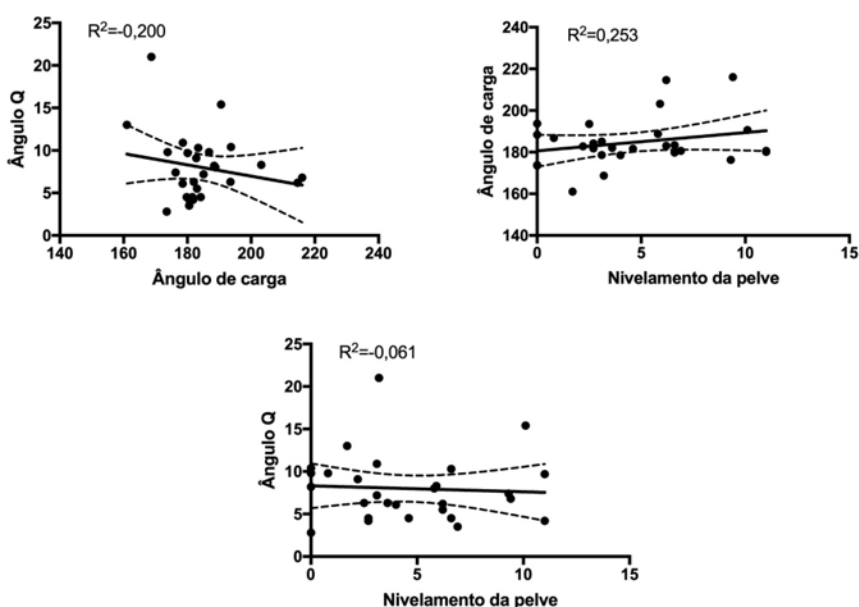 R²=-0,200
Ângulo Q
25
20
15
10
5
0
140 160 180 200 220 240
Ângulo de carga
R²=0,253
Ângulo de carga
240
220
200
180
160
140
0 5 10 15
Nivelamento da pelve
R²=-0,061
Ângulo Q
25
20
15
10
5
0
0 5 10 15
Nivelamento da pelve